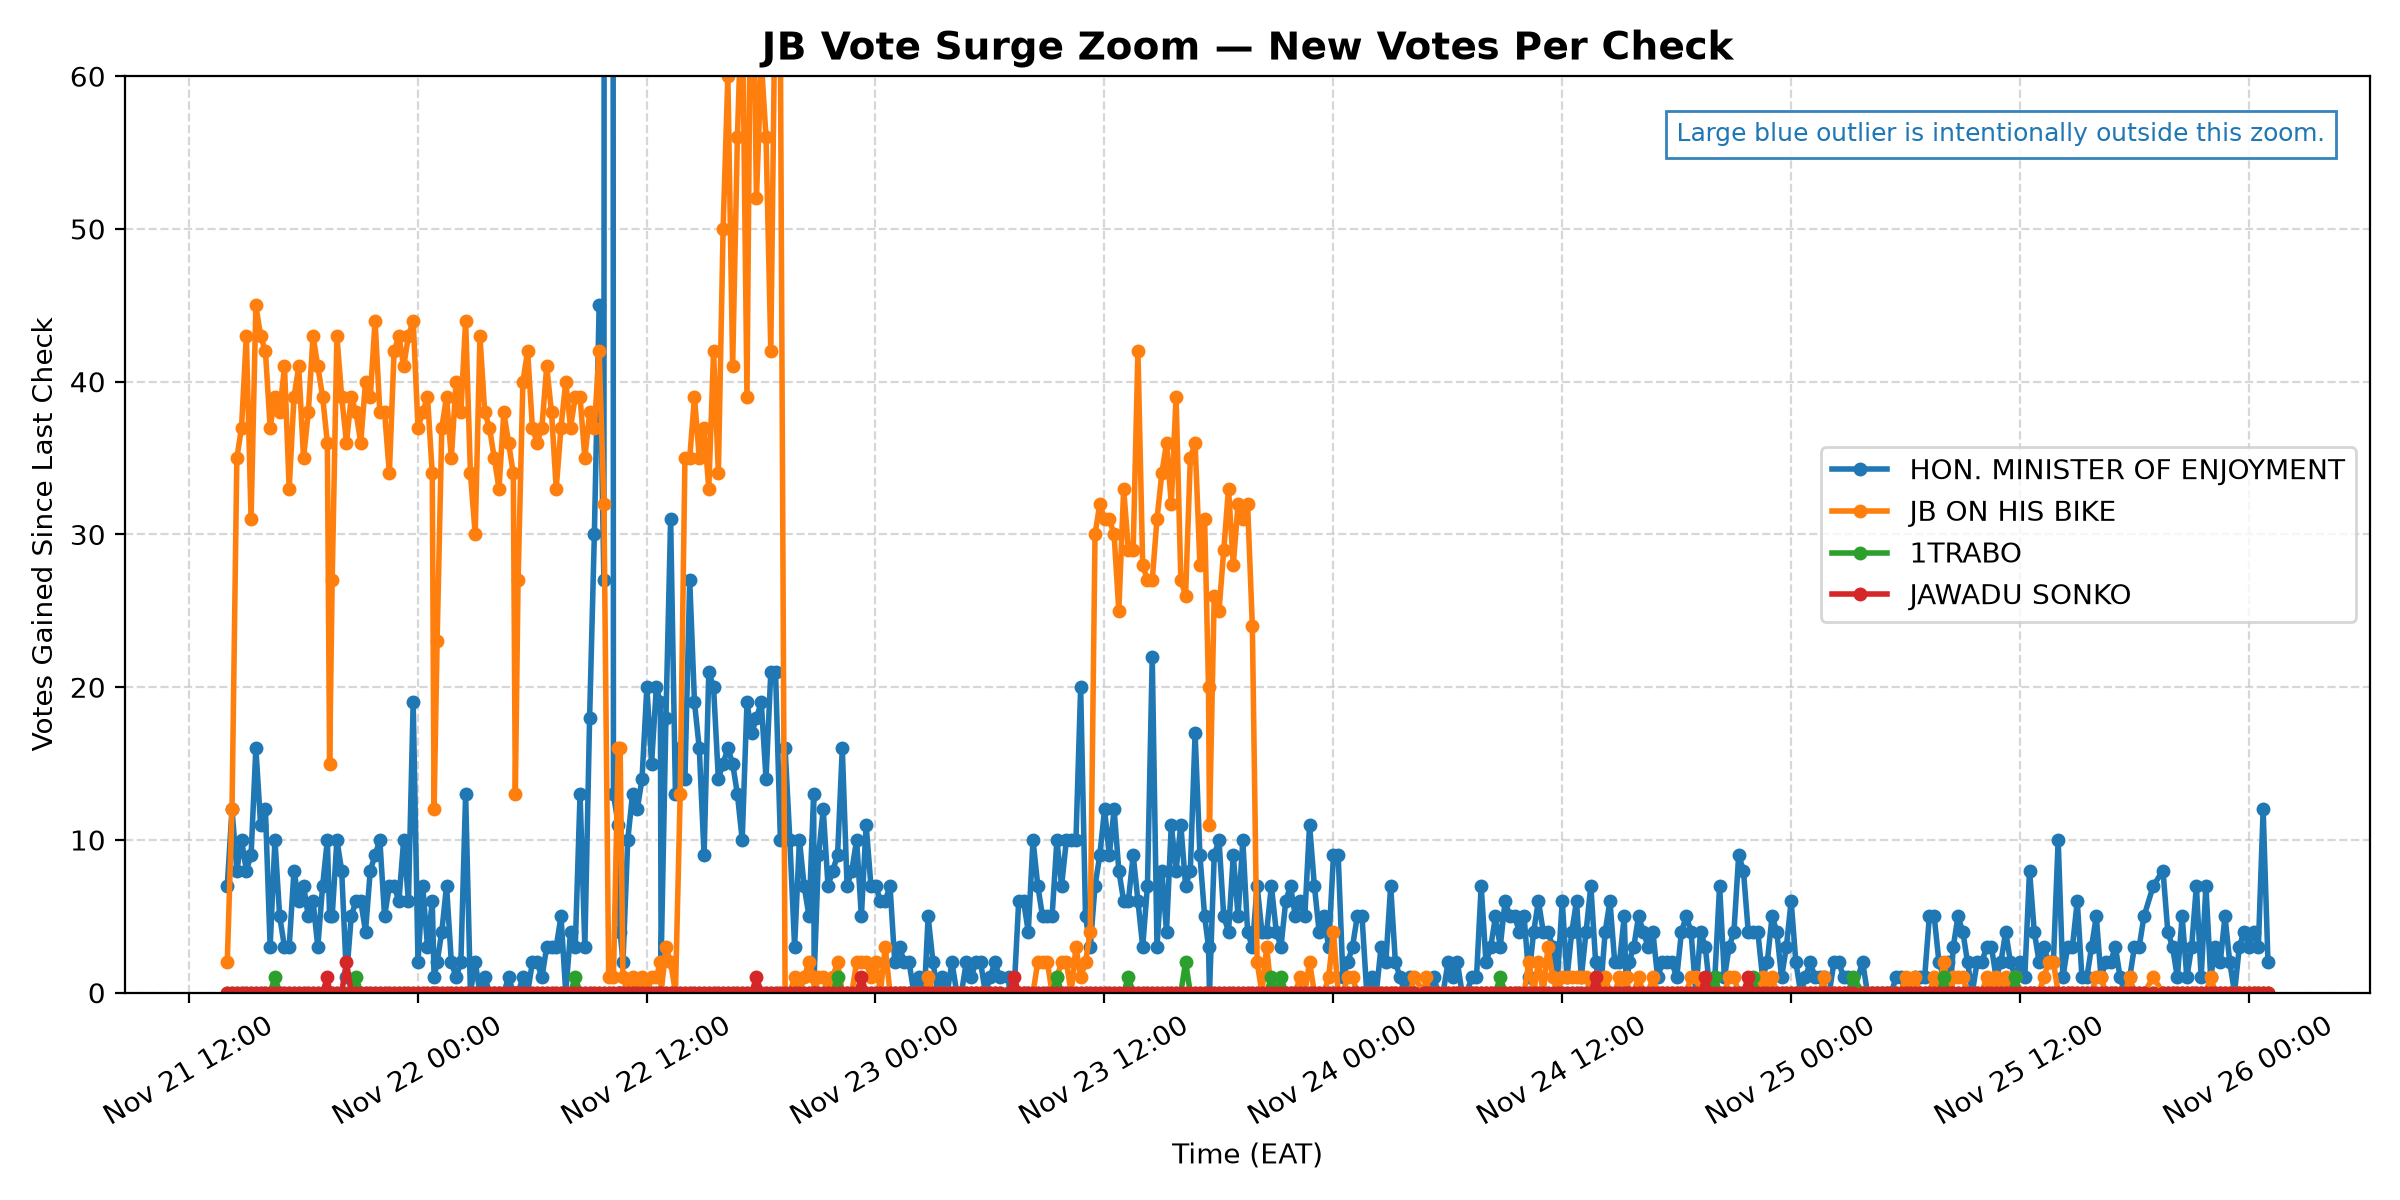 JB Vote Surge Zoom — New Votes Per Check
60
50
40
30
20
10
0
Votes Gained Since Last Check
Large blue outlier is intentionally outside this zoom.
HON. MINISTER OF ENJOYMENT
JB ON HIS BIKE
1TRABO
JAWADU SONKO
Nov 21 12:00
Nov 22 00:00
Nov 22 12:00
Nov 23 00:00
Nov 23 12:00
Nov 24 00:00
Nov 24 12:00
Nov 25 00:00
Nov 25 12:00
Nov 26 00:00
Time (EAT)